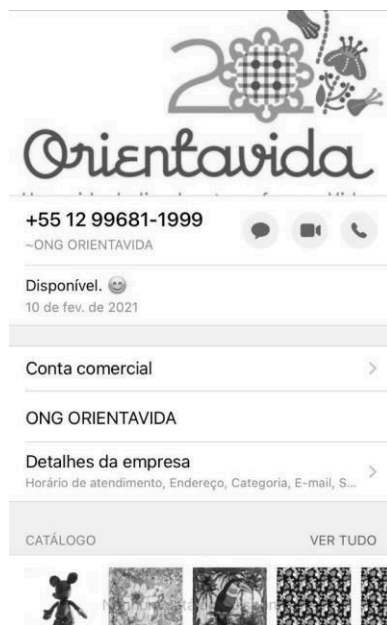 20
Orientavida
+55 12 99681-1999
~ONG ORIENTAVIDA
Disponível. 😊
10 de fev. de 2021
Conta comercial
ONG ORIENTAVIDA
Detalhes da empresa
Horário de atendimento, Endereço, Categoria, E-mail, S...
CATÁLOGO
VER TUDO